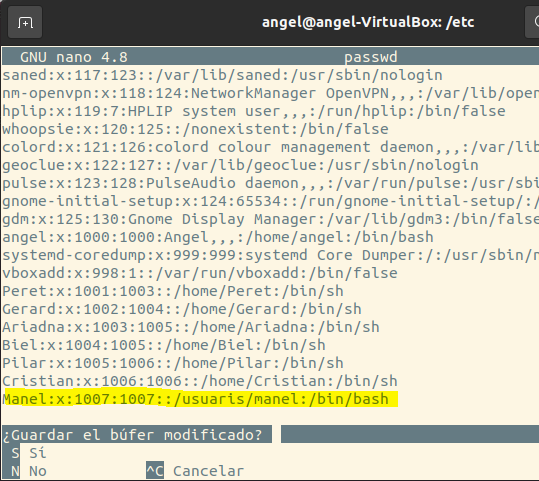 angel@angel-VirtualBox: /etc
GNU nano 4.8 passwd
saned:x:117:123::/var/lib/saned:/usr/sbin/nologin
nm-openvpn:x:118:124:NetworkManager OpenVPN,,,:/var/lib/open
hplip:x:119:7:HPLIP system user,,,:/run/hplip:/bin/false
whoopsie:x:120:125::/nonexistent:/bin/false
colord:x:121:126:colord colour management daemon,,,:/var/lib
geoclue:x:122:127::/var/lib/geoclue:/usr/sbin/nologin
pulse:x:123:128:PulseAudio daemon,,,:/var/run/pulse:/usr/sbi
gnome-initial-setup:x:124:65534::/run/gnome-initial-setup/:/
gdm:x:125:130:Gnome Display Manager:/var/lib/gdm3:/bin/false
angel:x:1000:1000:Angel,,,:/home/angel:/bin/bash
systemd-coredump:x:999:999:systemd Core Dumper:/:/usr/sbin/n
vboxadd:x:998:1::/var/run/vboxadd:/bin/false
Peret:x:1001:1003::/home/Peret:/bin/sh
Gerard:x:1002:1004::/home/Gerard:/bin/sh
Ariadna:x:1003:1005::/home/Ariadna:/bin/sh
Biel:x:1004:1005::/home/Biel:/bin/sh
Pilar:x:1005:1006::/home/Pilar:/bin/sh
Cristian:x:1006:1006::/home/Cristian:/bin/sh
Manel:x:1007:1007::/usuaris/manel:/bin/bash
¿Guardar el búfer modificado?
S Sí
N No ^C Cancelar